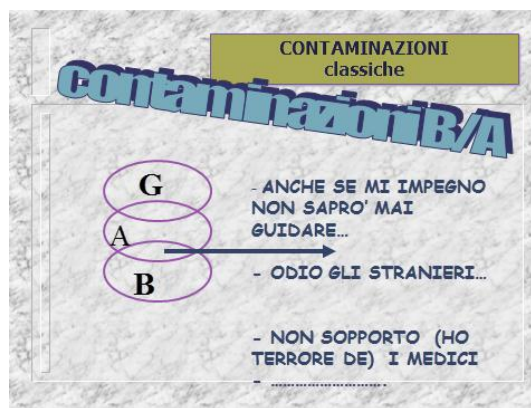 CONTAMINAZIONI
classiche
contaminazioni B/A
G
A
B
- ANCHE SE MI IMPEGNO
NON SAPRO' MAI
GUIDARE…
- ODIO GLI STRANIERI…
- NON SOPPORTO (HO
TERRORE DE) I MEDICI
- ……………………….